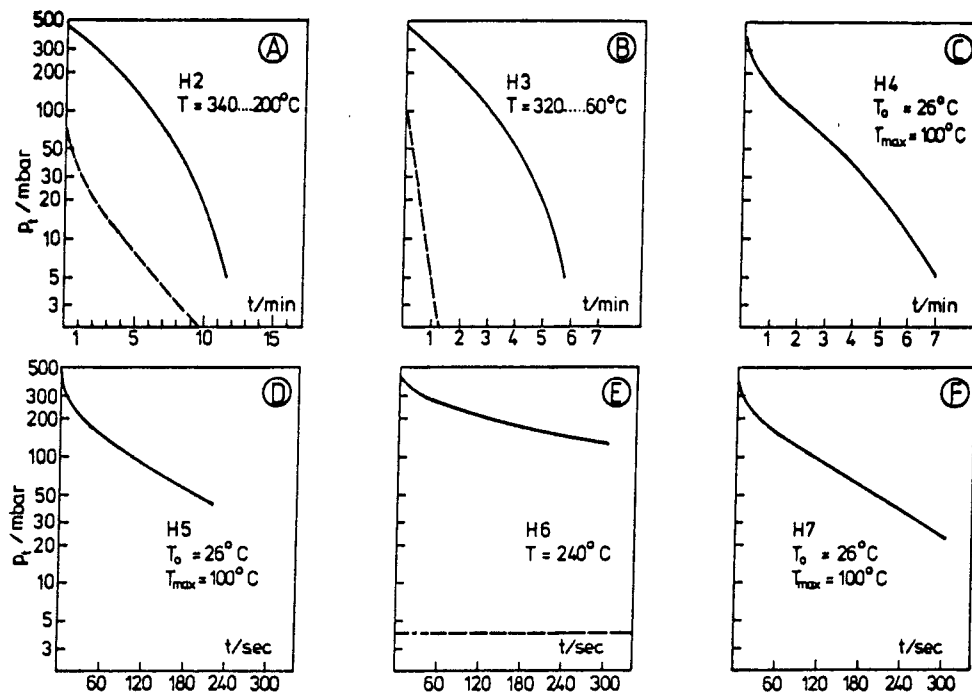 500
300
200
100
50
30
20
10
5
3
p_t / mbar
A
H2
T = 340....200°C
t/min
1 5 10 15
B
H3
T = 320.....60°C
t/min
1 2 3 4 5 6 7
C
H4
T_o = 26°C
T_max = 100°C
t/min
1 2 3 4 5 6 7
500
300
200
100
50
30
20
10
5
3
p_t / mbar
D
H5
T_o = 26°C
T_max = 100°C
t/sec
60 120 180 240 300
E
H6
T = 240°C
t/sec
60 120 180 240 300
F
H7
T_o = 26°C
T_max = 100°C
t/sec
60 120 180 240 300